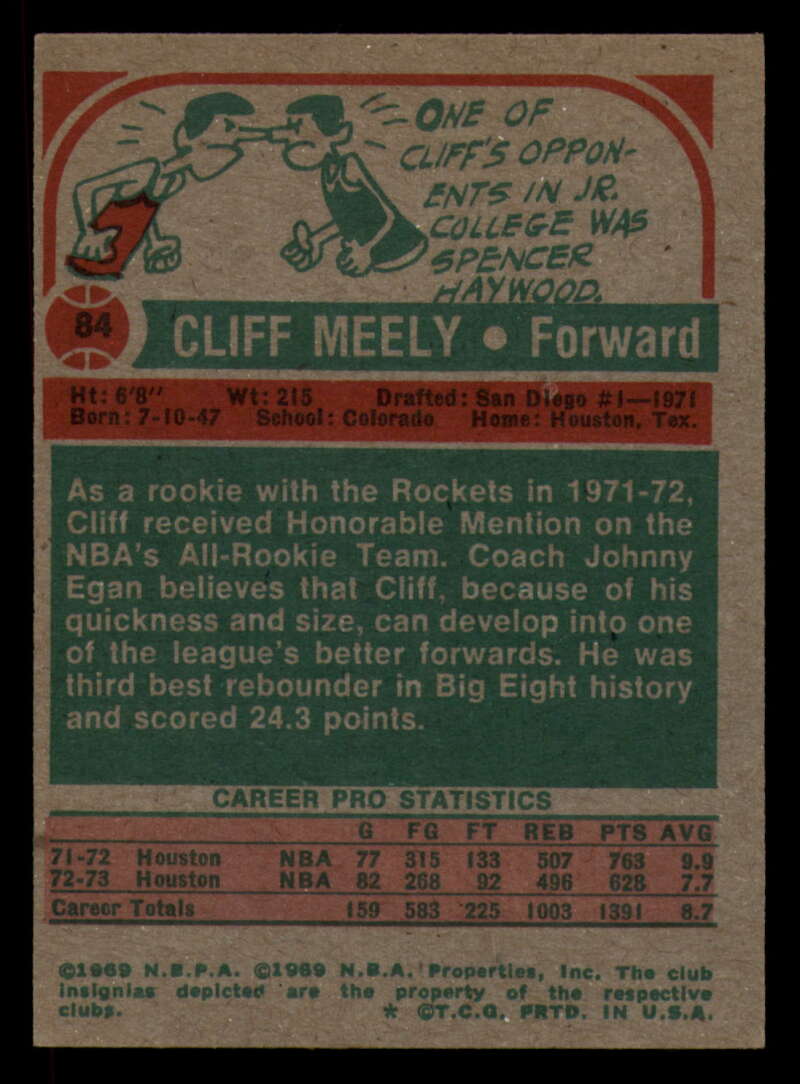 ONE OF
CLIFF'S OPPON-
ENTS IN JR.
COLLEGE WAS
SPENCER
HAYWOOD.
84
CLIFF MEELY • Forward
Ht: 6'8" Wt: 215 Drafted: San Diego #1—1971
Born: 7-10-47 School: Colorado Home: Houston, Tex.
As a rookie with the Rockets in 1971-72,
Cliff received Honorable Mention on the
NBA's All-Rookie Team. Coach Johnny
Egan believes that Cliff, because of his
quickness and size, can develop into one
of the league's better forwards. He was
third best rebounder in Big Eight history
and scored 24.3 points.
CAREER PRO STATISTICS
G FG FT REB PTS AVG
71-72 Houston NBA 77 315 133 507 763 9.9
72-73 Houston NBA 82 268 92 496 628 7.7
Career Totals 159 583 225 1003 1391 8.7
©1969 N.B.P.A. ©1969 N.B.A. Properties, Inc. The club
insignias depicted are the property of the respective
clubs. * ©T.C.G. PRTD. IN U.S.A.